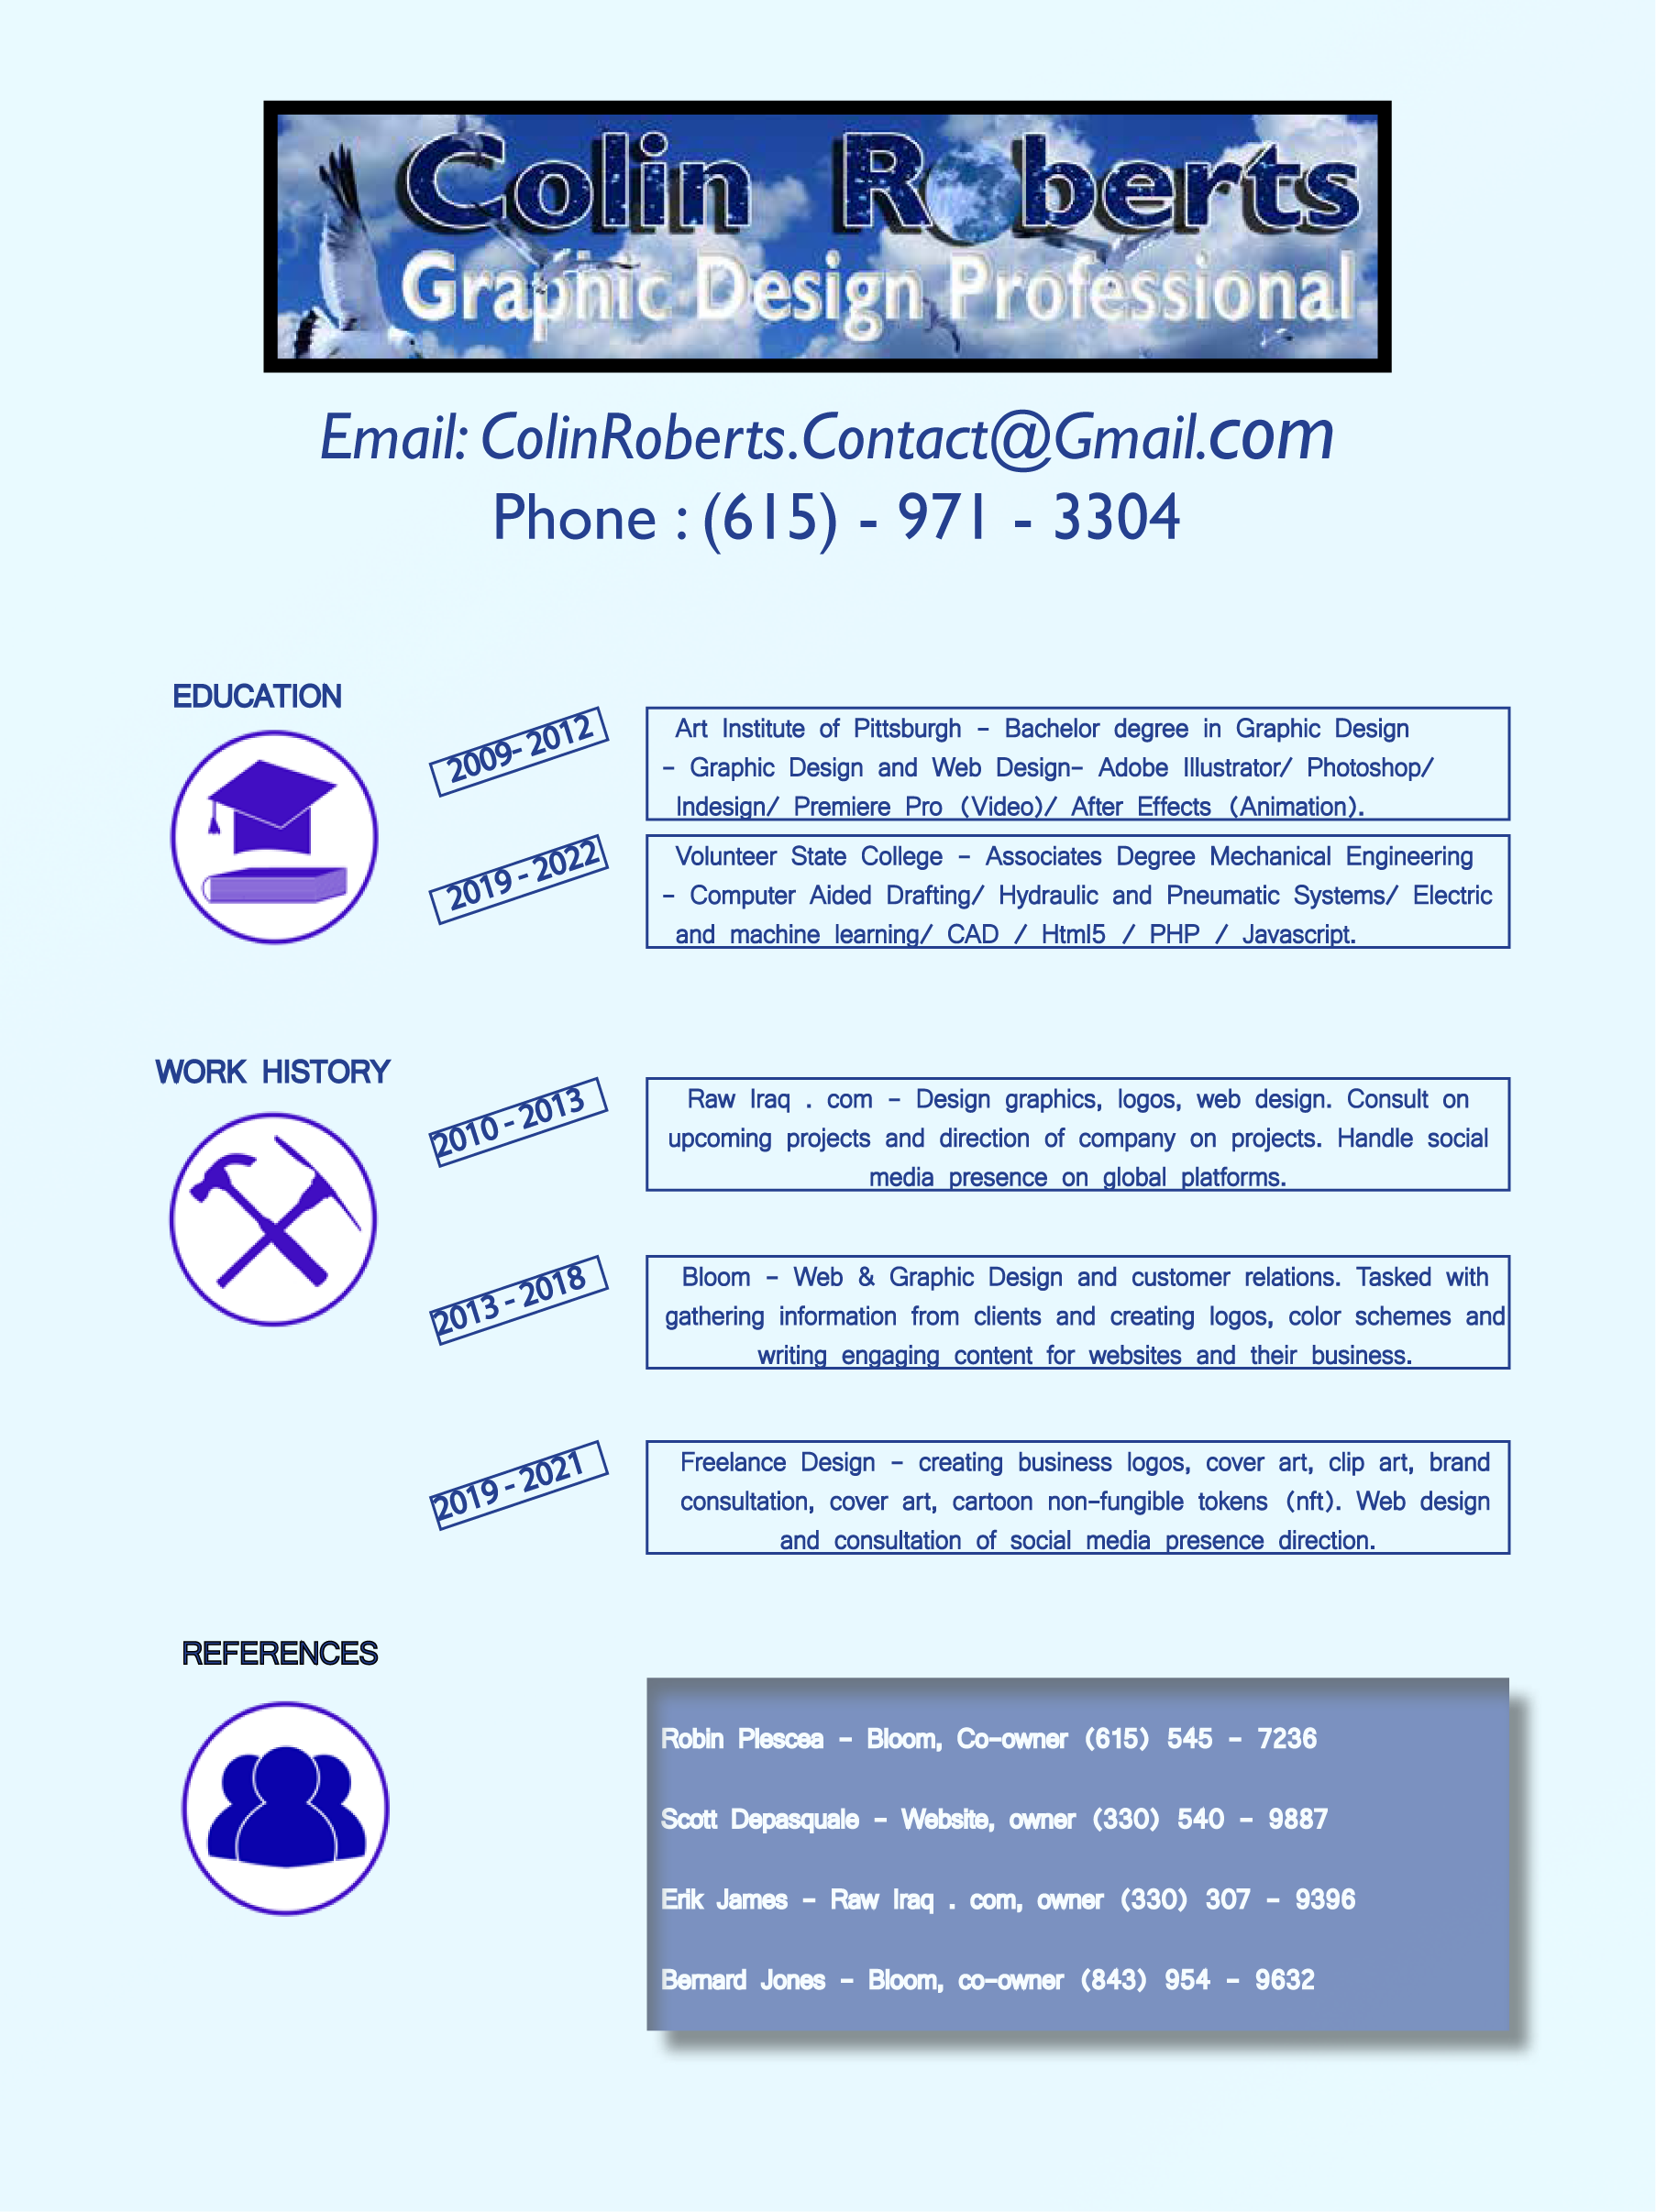 Colin Roberts
Graphic Design Professional
Email: ColinRoberts.Contact@Gmail.com
Phone : (615) - 971 - 3304
EDUCATION
2009- 2012
Art Institute of Pittsburgh - Bachelor degree in Graphic Design
- Graphic Design and Web Design- Adobe Illustrator/ Photoshop/
Indesign/ Premiere Pro (Video)/ After Effects (Animation).
2019 - 2022
Volunteer State College - Associates Degree Mechanical Engineering
- Computer Aided Drafting/ Hydraulic and Pneumatic Systems/ Electric
and machine learning/ CAD / Html5 / PHP / Javascript.
WORK HISTORY
2010 - 2013
Raw Iraq . com - Design graphics, logos, web design. Consult on
upcoming projects and direction of company on projects. Handle social
media presence on global platforms.
2013 - 2018
Bloom - Web & Graphic Design and customer relations. Tasked with
gathering information from clients and creating logos, color schemes and
writing engaging content for websites and their business.
2019 - 2021
Freelance Design - creating business logos, cover art, clip art, brand
consultation, cover art, cartoon non-fungible tokens (nft). Web design
and consultation of social media presence direction.
REFERENCES
Robin Plescea - Bloom, Co-owner (615) 545 - 7236
Scott Depasquale - Website, owner (330) 540 - 9887
Erik James - Raw Iraq . com, owner (330) 307 - 9396
Bernard Jones - Bloom, co-owner (843) 954 - 9632